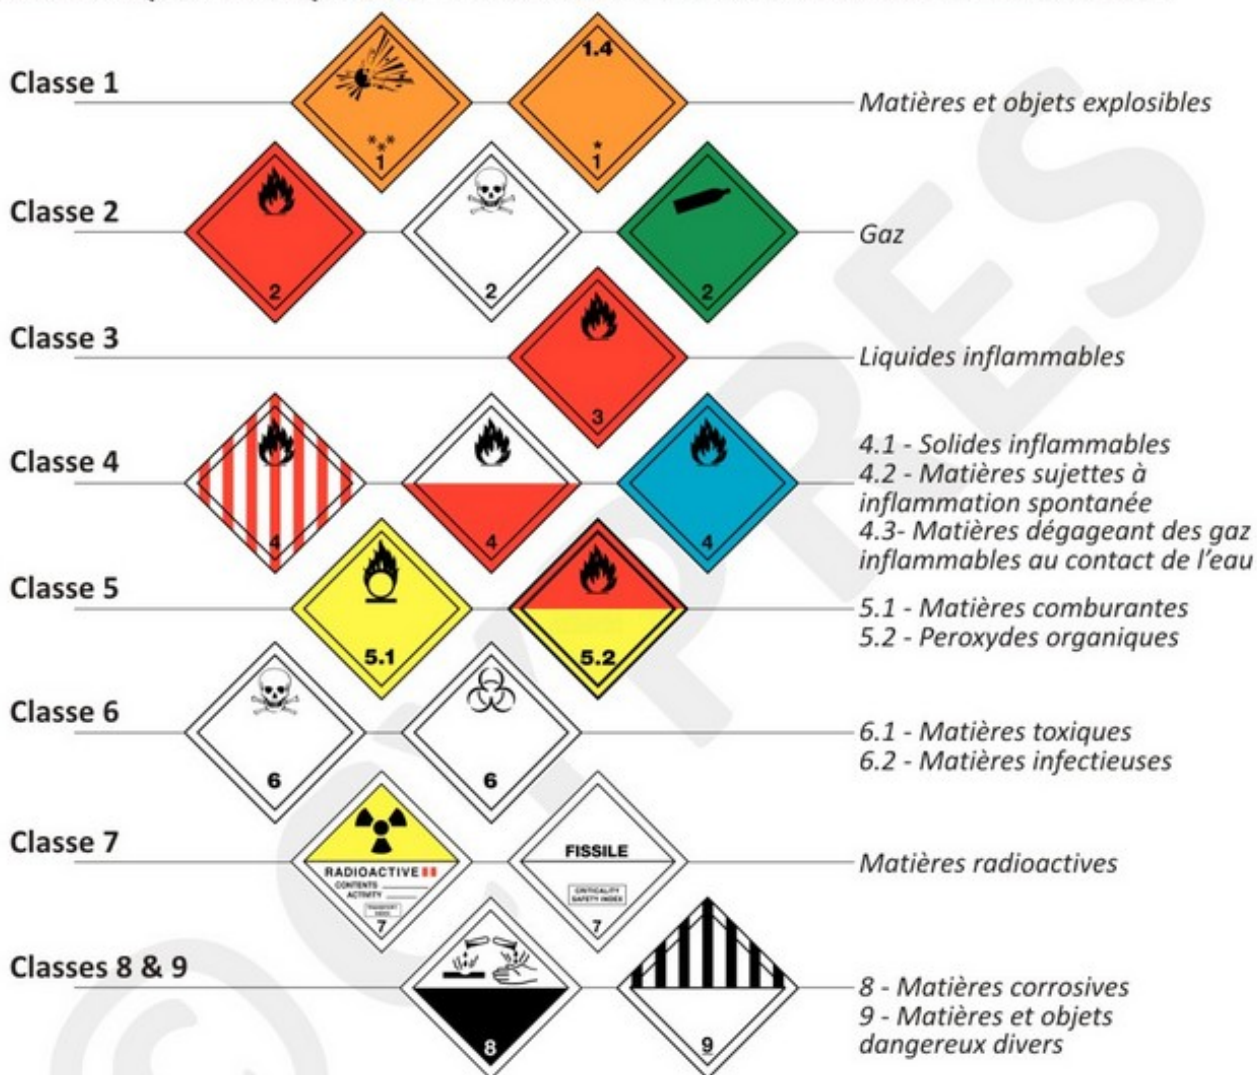 Classe 1
1.4
***
1
*
1
Matières et objets explosibles
Classe 2
2
2
2
Gaz
Classe 3
3
Liquides inflammables
Classe 4
4
4
4
4.1 - Solides inflammables
4.2 - Matières sujettes à
inflammation spontanée
4.3- Matières dégageant des gaz
inflammables au contact de l'eau
Classe 5
5.1
5.2
5.1 - Matières comburantes
5.2 - Peroxydes organiques
Classe 6
6
6
6.1 - Matières toxiques
6.2 - Matières infectieuses
Classe 7
RADIOACTIVE II
CONTENTS
ACTIVITY
TRANSPORT
INDEX
7
FISSILE
CRITICALITY
SAFETY INDEX
7
Matières radioactives
Classes 8 & 9
8
9
8 - Matières corrosives
9 - Matières et objets
dangereux divers
©CYPRES